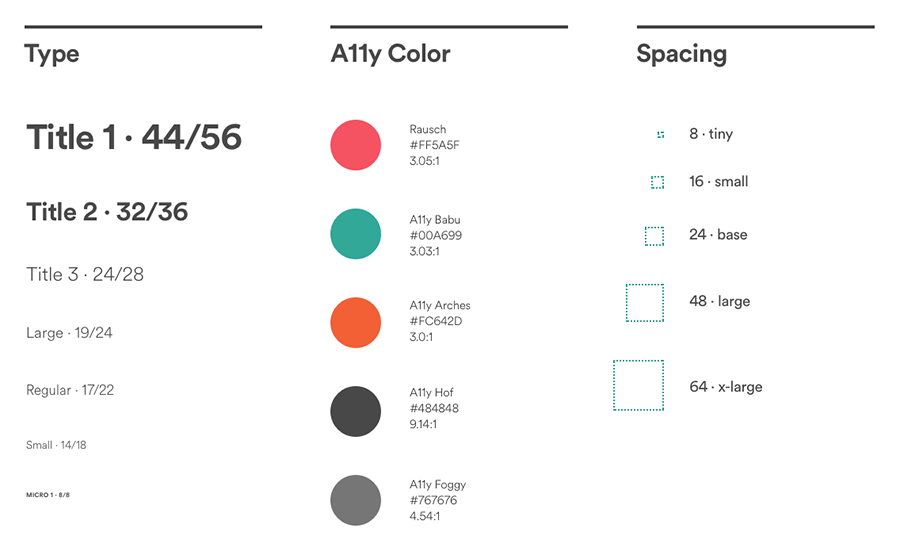 Type
Title 1 · 44/56
Title 2 · 32/36
Title 3 · 24/28
Large · 19/24
Regular · 17/22
Small · 14/18
MICRO 1 · 8/8
A11y Color
Rausch
#FF5A5F
3.05:1
A11y Babu
#00A699
3.03:1
A11y Arches
#FC642D
3.0:1
A11y Hof
#484848
9.14:1
A11y Foggy
#767676
4.54:1
Spacing
8 · tiny
16 · small
24 · base
48 · large
64 · x-large